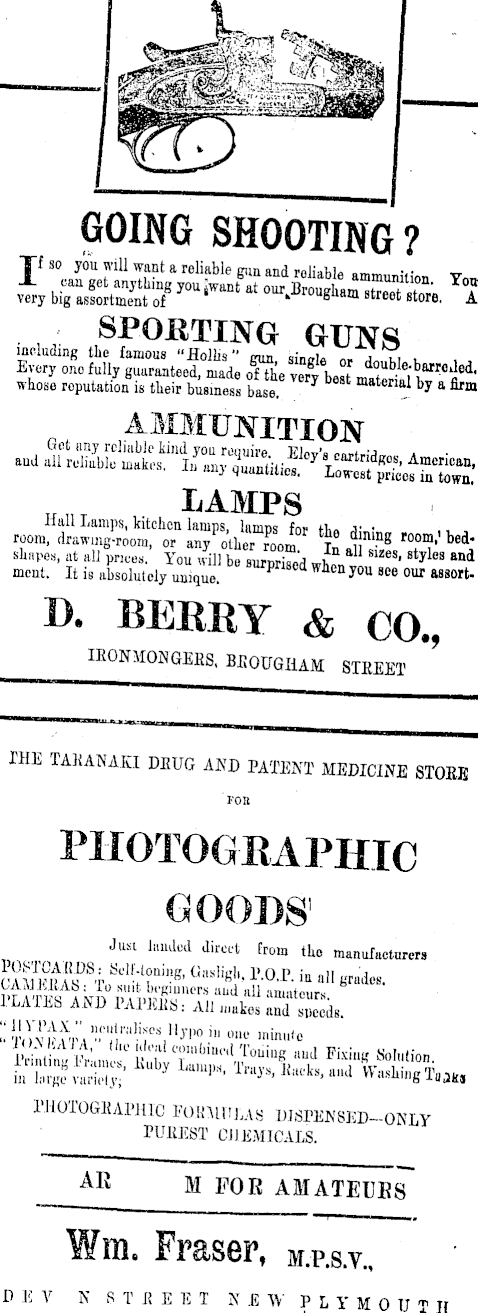 GOING SHOOTING?
If so you will want a reliable gun and reliable ammunition. You
can get anything you want at our Brougham street store. A
very big assortment of
SPORTING GUNS
including the famous "Hollis" gun, single or double-barreled.
Every one fully guaranteed, made of the very best material by a firm
whose reputation is their business base.
AMMUNITION
Get any reliable kind you require. Eley's cartridges, American,
and all reliable makes. In any quantities. Lowest prices in town.
LAMPS
Hall Lamps, kitchen lamps, lamps for the dining room, bed-
room, drawing-room, or any other room. In all sizes, styles and
shapes, at all prices. You will be surprised when you see our assort-
ment. It is absolutely unique.
D. BERRY & CO.,
IRONMONGERS, BROUGHAM STREET
THE TARANAKI DRUG AND PATENT MEDICINE STORE
FOR
PHOTOGRAPHIC
GOODS
Just landed direct from the manufacturers
POSTCARDS: Self-toning, Gasligh, P.O.P. in all grades.
CAMERAS: To suit beginners and all amateurs.
PLATES AND PAPERS: All makes and speeds.
"HYPAX" neutralises Hypo in one minute
"TONEATA," the ideal combined Toning and Fixing Solution.
Printing Frames, Ruby Lamps, Trays, Racks, and Washing Tanks
in large variety;
PHOTOGRAPHIC FORMULAS DISPENSED—ONLY
PUREST CHEMICALS.
AR M FOR AMATEURS
Wm. Fraser, M.P.S.V.,
DEV N STREET NEW PLYMOUTH